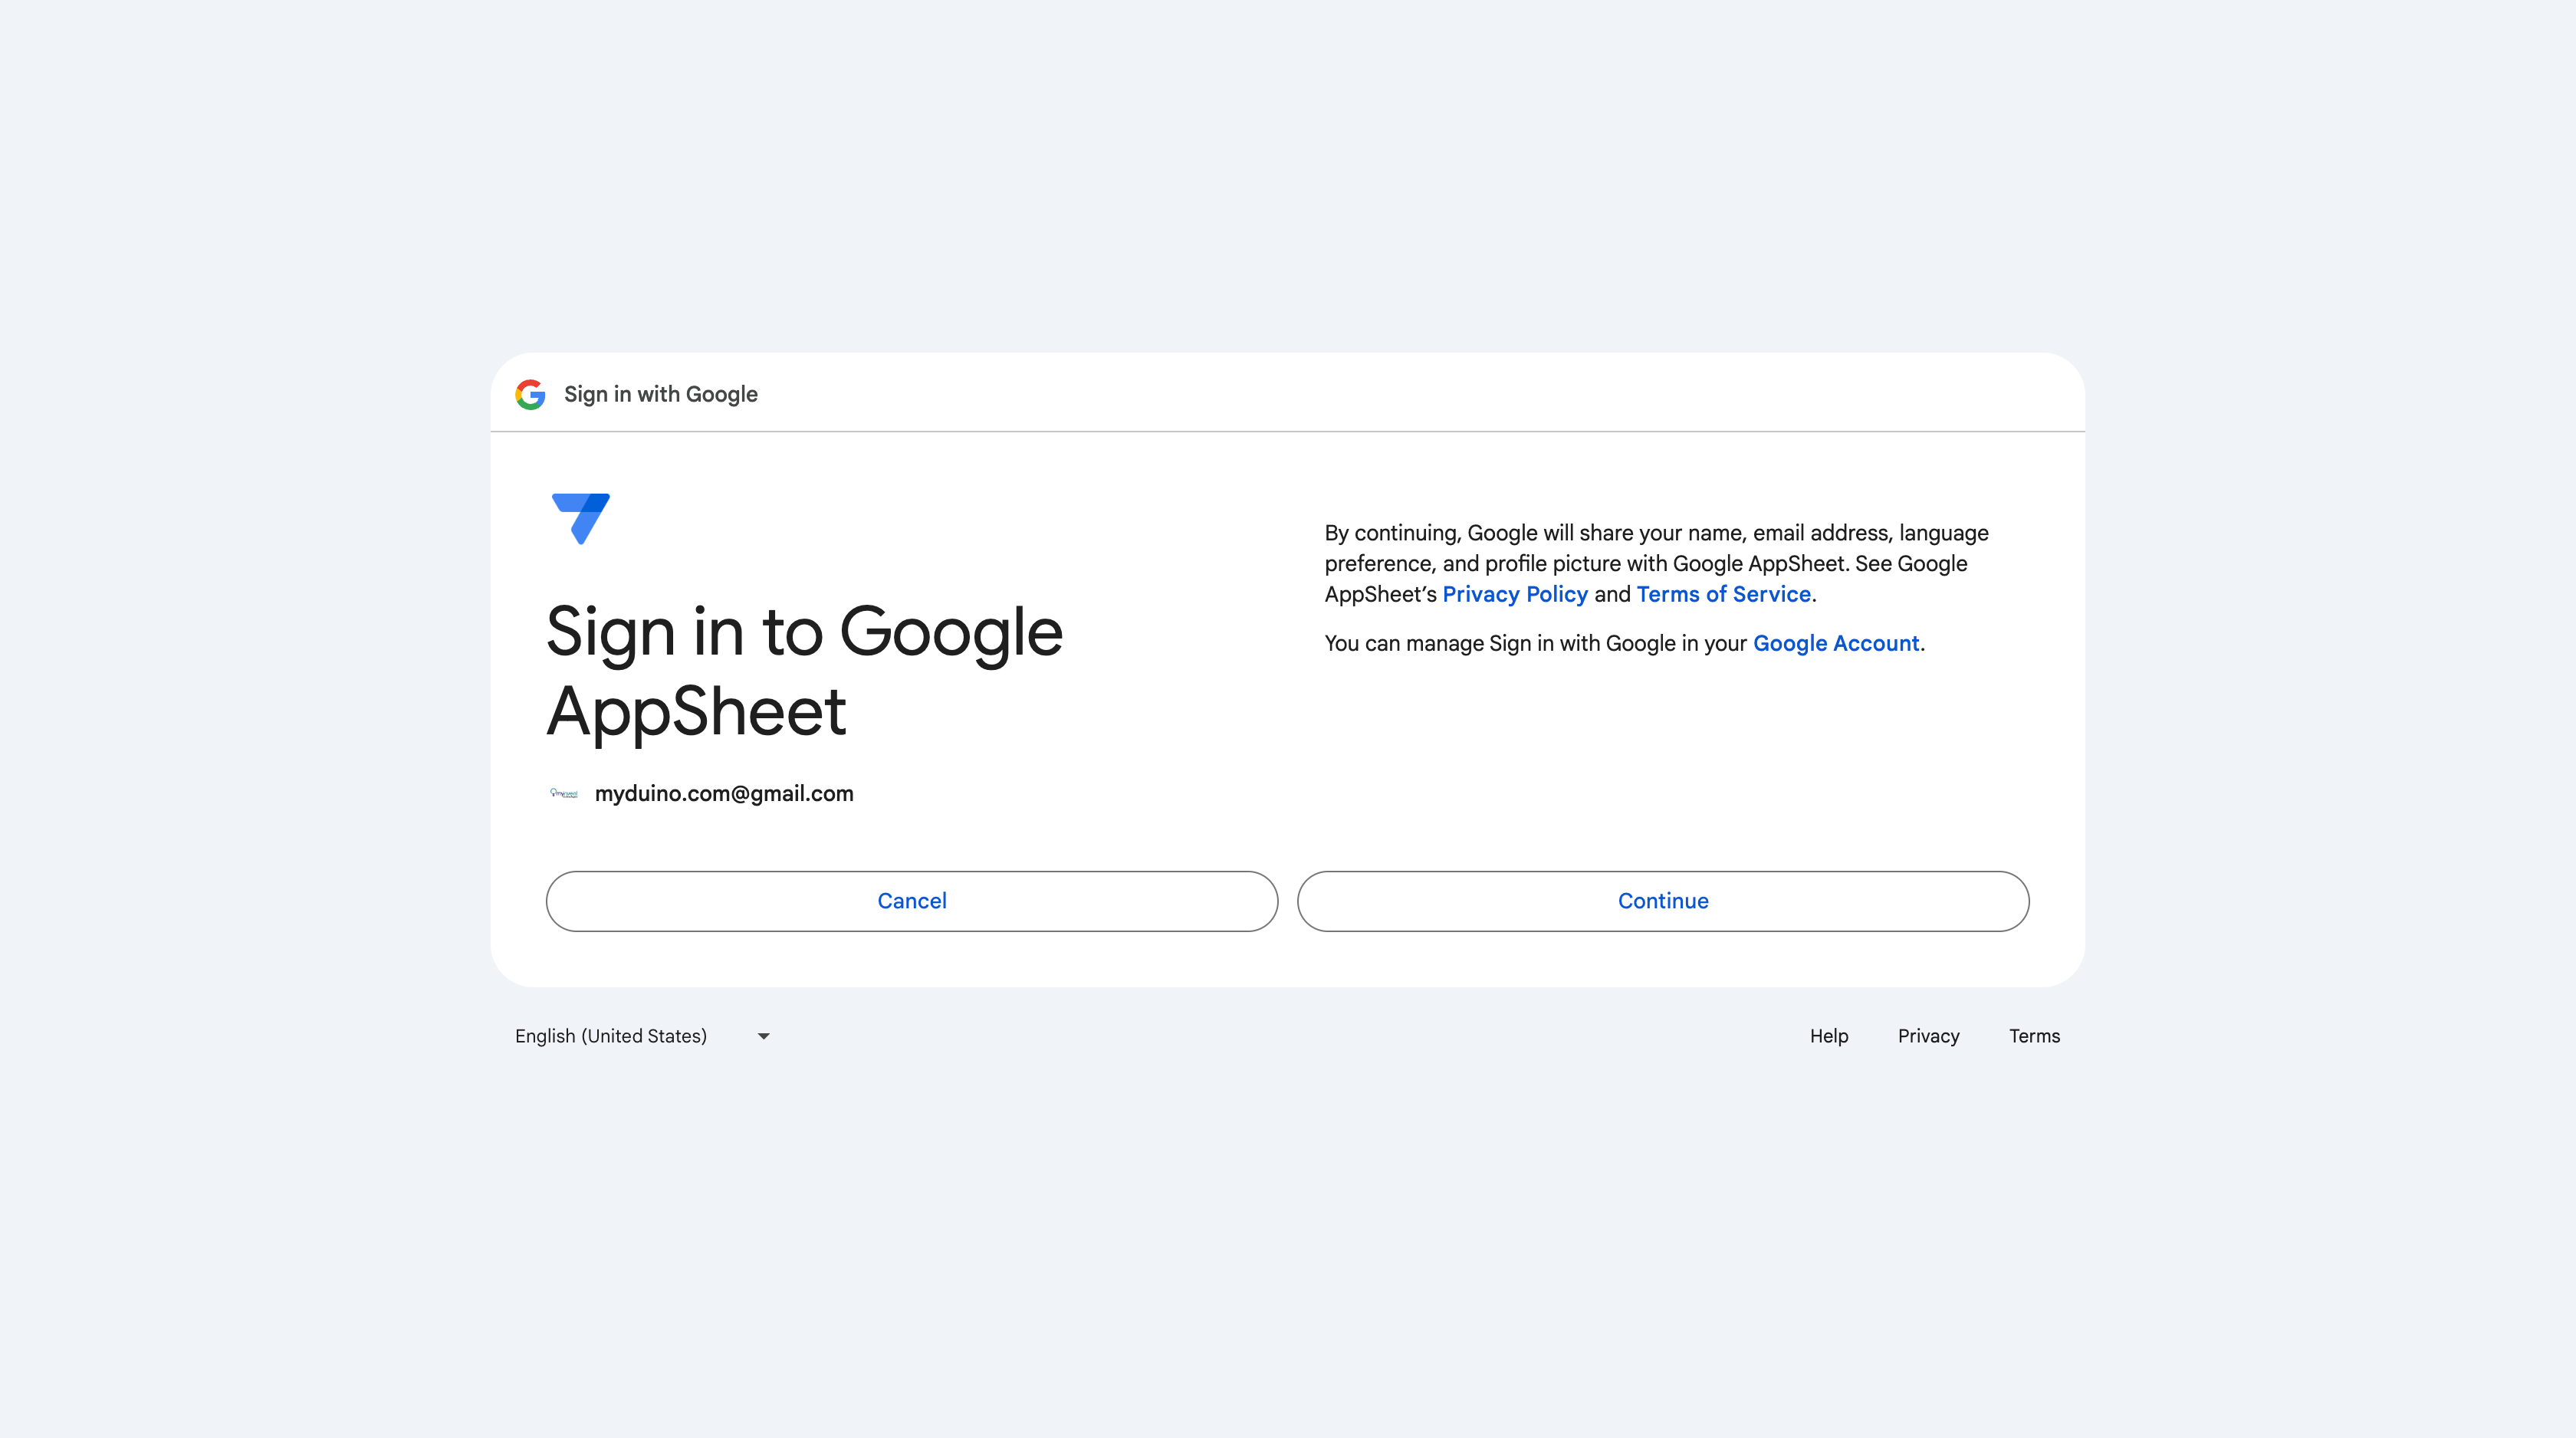 Sign in with Google
Sign in to Google
AppSheet
myduino.com@gmail.com
By continuing, Google will share your name, email address, language
preference, and profile picture with Google AppSheet. See Google
AppSheet’s Privacy Policy and Terms of Service.
You can manage Sign in with Google in your Google Account.
Cancel
Continue
English (United States)
Help
Privacy
Terms